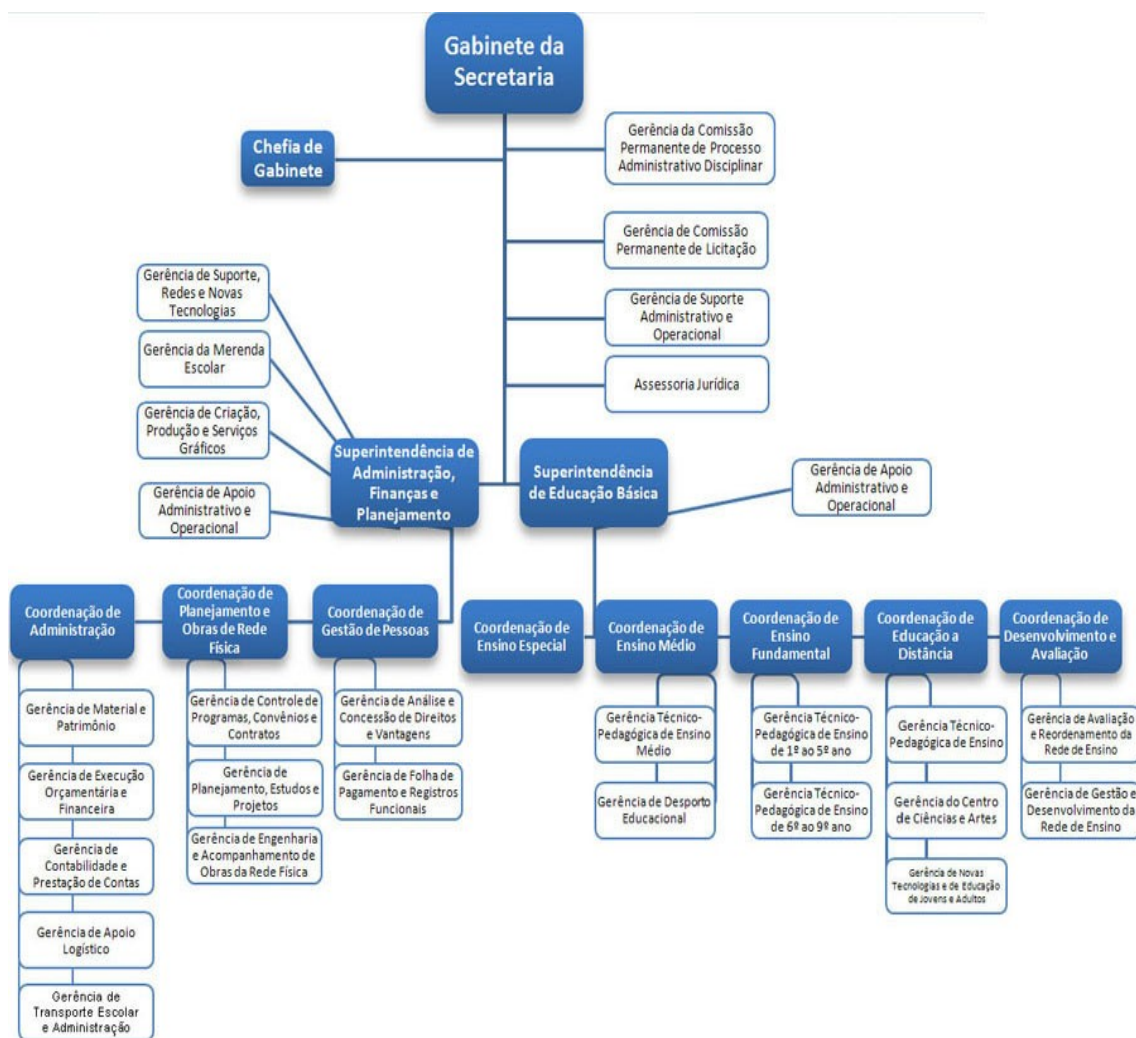 Gabinete da
Secretaria
Chefia de
Gabinete
Gerência da Comissão
Permanente de Processo
Administrativo Disciplinar
Gerência de Comissão
Permanente de Licitação
Gerência de Suporte
Administrativo e
Operacional
Assessoria Jurídica
Gerência de Suporte,
Redes e Novas
Tecnologias
Gerência da Merenda
Escolar
Gerência de Criação,
Produção e Serviços
Gráficos
Gerência de Apoio
Administrativo e
Operacional
Superintendência de
Administração,
Finanças e
Planejamento
Superintendência
de Educação Básica
Gerência de Apoio
Administrativo e
Operacional
Coordenação de
Administração
Coordenação de
Planejamento e
Obras de Rede
Física
Coordenação de
Gestão de Pessoas
Coordenação de
Ensino Especial
Coordenação de
Ensino Médio
Coordenação de
Ensino
Fundamental
Coordenação de
Educação a
Distância
Coordenação de
Desenvolvimento e
Avaliação
Gerência de Material e
Patrimônio
Gerência de Execução
Orçamentária e
Financeira
Gerência de
Contabilidade e
Prestação de Contas
Gerência de Apoio
Logístico
Gerência de
Transporte Escolar
e Administração
Gerência de Controle de
Programas, Convênios e
Contratos
Gerência de
Planejamento, Estudos e
Projetos
Gerência de Engenharia
e Acompanhamento de
Obras da Rede Física
Gerência de Análise e
Concessão de Direitos
e Vantagens
Gerência de Folha de
Pagamento e Registros
Funcionais
Gerência Técnico-
Pedagógica de Ensino
Médio
Gerência de Desporto
Educacional
Gerência Técnico-
Pedagógica de Ensino
de 1º ao 5º ano
Gerência Técnico-
Pedagógica de Ensino
de 6º ao 9º ano
Gerência Técnico-
Pedagógica de Ensino
Gerência do Centro
de Ciências e Artes
Gerência de Novas
Tecnologias e de Educação
de Jovens e Adultos
Gerência de Avaliação
e Reordenamento da
Rede de Ensino
Gerência de Gestão e
Desenvolvimento da
Rede de Ensino